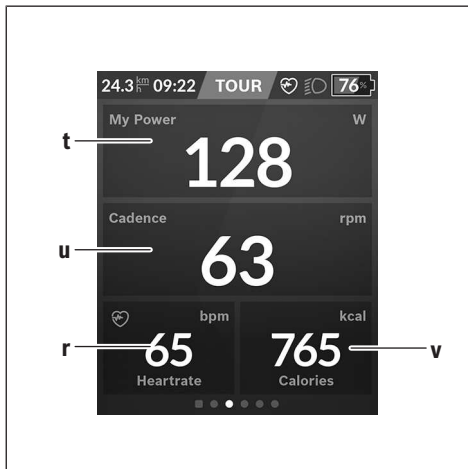 24.3 km/h 09:22 TOUR 76%
My Power W
t
128
Cadence rpm
u
63
bpm kcal
r 65 765 v
Heartrate Calories